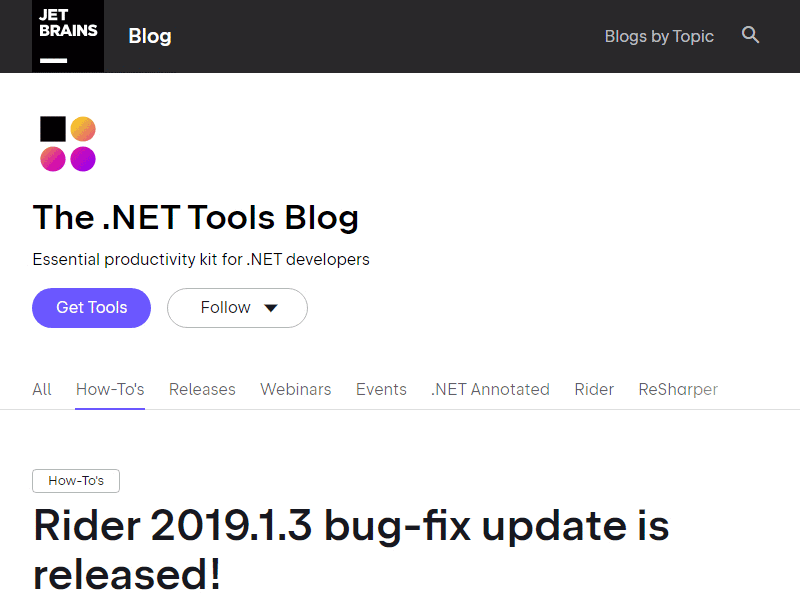 JET
BRAINS
Blog
Blogs by Topic
The .NET Tools Blog
Essential productivity kit for .NET developers
Get Tools
Follow
All How-To's Releases Webinars Events .NET Annotated Rider ReSharper
How-To's
Rider 2019.1.3 bug-fix update is
released!